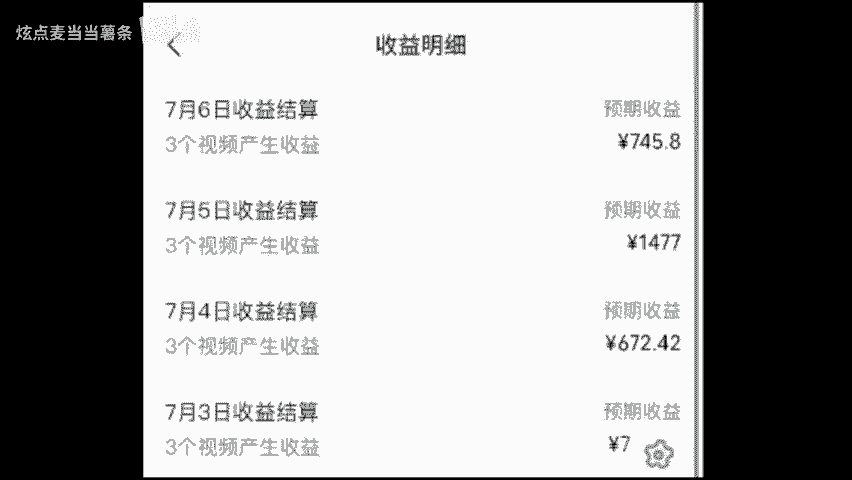 炫点麦当当薯条
收益明细
7月6日收益结算 预期收益
3个视频产生收益 ¥745.8
7月5日收益结算 预期收益
3个视频产生收益 ¥1477
7月4日收益结算 预期收益
3个视频产生收益 ¥672.42
7月3日收益结算 预期收益
3个视频产生收益 ¥7